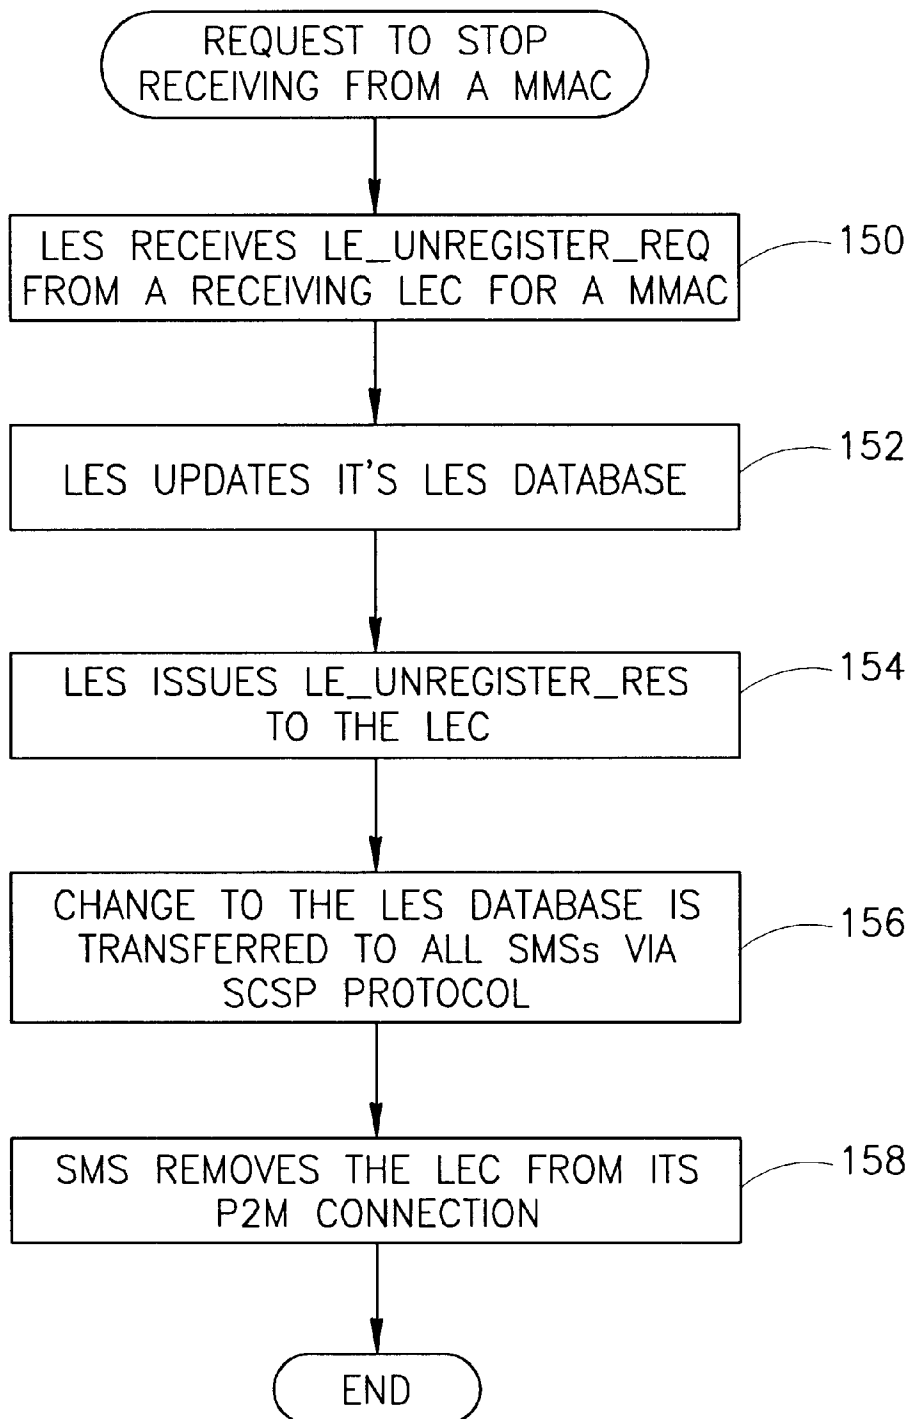 REQUEST TO STOP
RECEIVING FROM A MMAC
LES RECEIVES LE_UNREGISTER_REQ
FROM A RECEIVING LEC FOR A MMAC
150
LES UPDATES IT'S LES DATABASE
152
LES ISSUES LE_UNREGISTER_RES
TO THE LEC
154
CHANGE TO THE LES DATABASE IS
TRANSFERRED TO ALL SMSs VIA
SCSP PROTOCOL
156
SMS REMOVES THE LEC FROM ITS
P2M CONNECTION
158
END